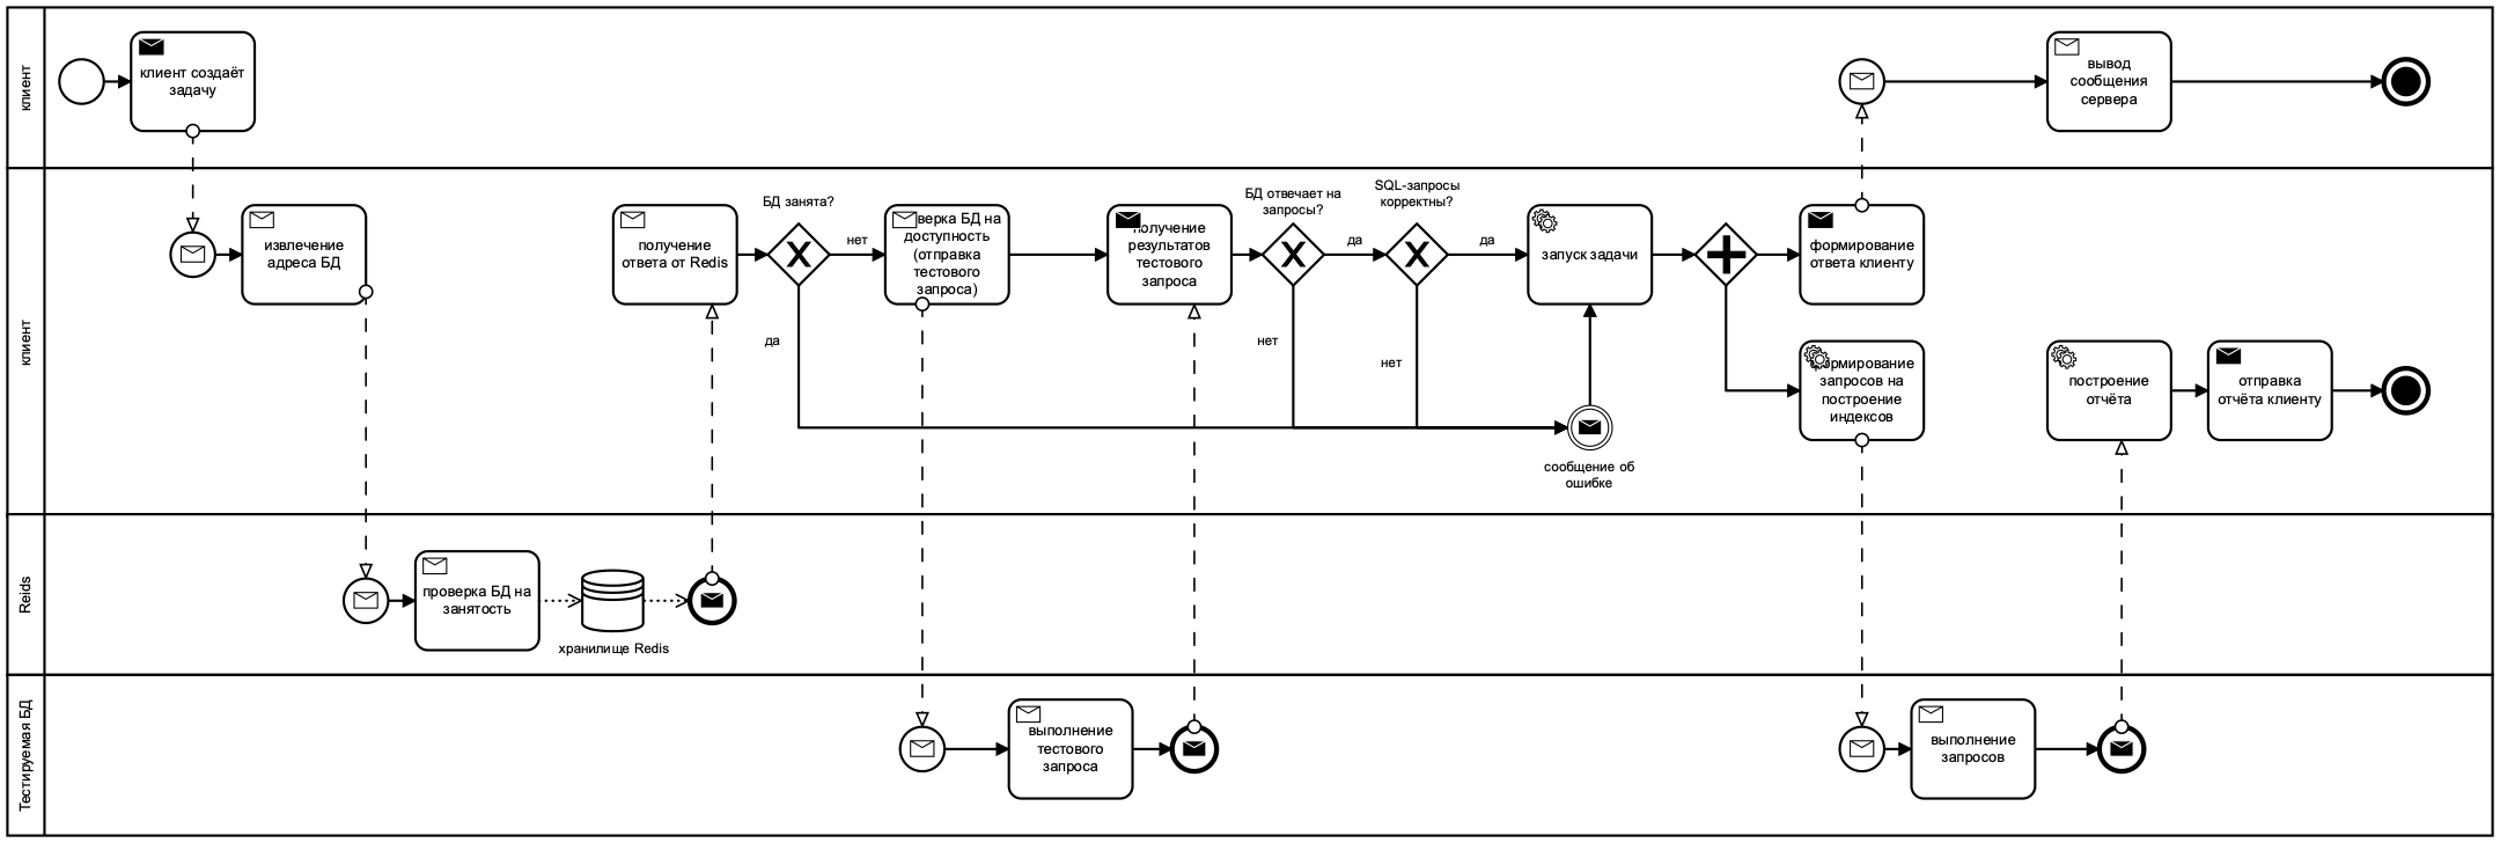 клиент
клиент создаёт
задачу
вывод
сообщения
сервера
клиент
извлечение
адреса БД
получение
ответа от Redis
БД занята?
нет
да
верка БД на
доступность
(отправка
тестового
запроса)
получение
результатов
тестового
запроса
БД отвечает на
запросы?
да
нет
SQL-запросы
корректны?
да
нет
запуск задачи
сообщение об
ошибке
формирование
ответа клиенту
формирование
запросов на
построение
индексов
построение
отчёта
отправка
отчёта клиенту
Reids
проверка БД на
занятость
хранилище Redis
Тестируемая БД
выполнение
тестового
запроса
выполнение
запросов